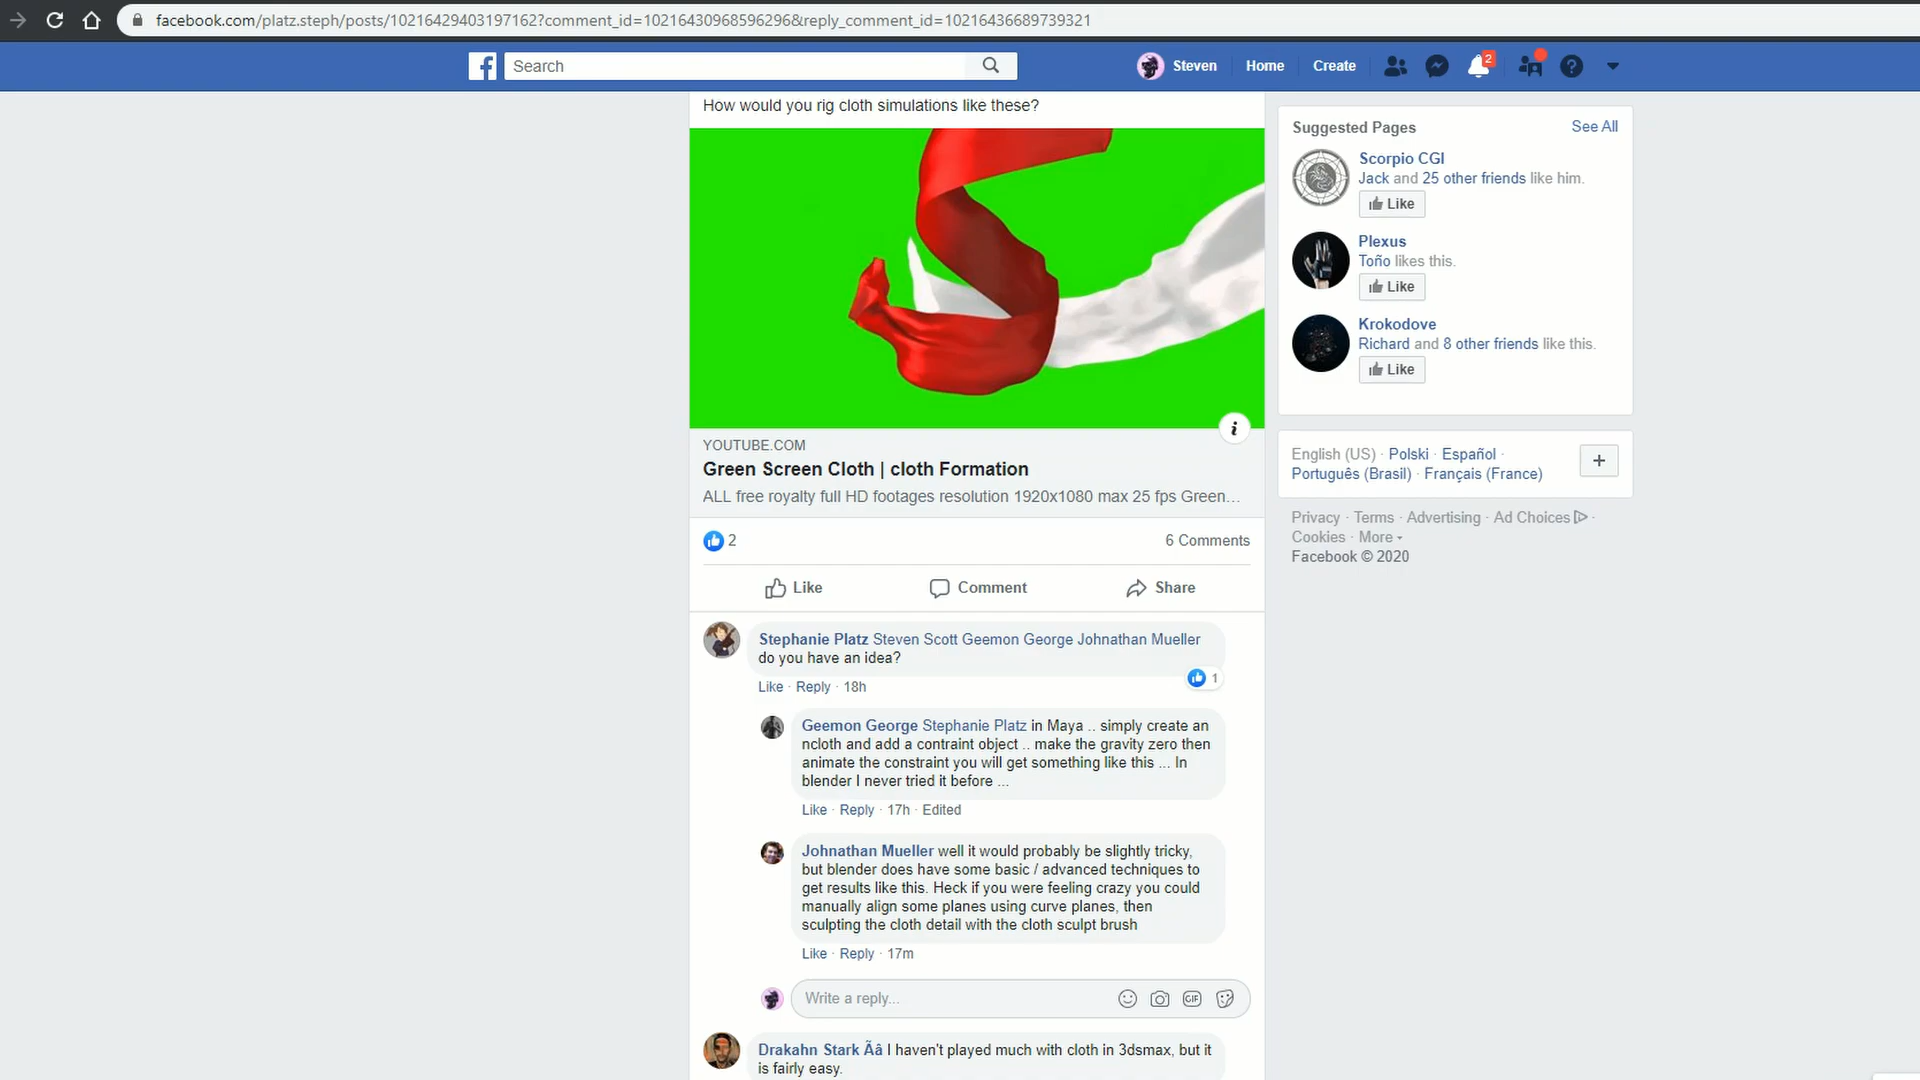 facebook.com/platz.steph/posts/10216429403197162?comment_id=10216430968596296&reply_comment_id=10216436689739321
Search
Steven
Home
Create
2
How would you rig cloth simulations like these?
YOUTUBE.COM
Green Screen Cloth | cloth Formation
ALL free royalty full HD footages resolution 1920x1080 max 25 fps Green...
2
6 Comments
Like
Comment
Share
Stephanie Platz Steven Scott Geemon George Johnathan Mueller
do you have an idea?
1
Like · Reply · 18h
Geemon George Stephanie Platz in Maya .. simply create an
ncloth and add a contraint object .. make the gravity zero then
animate the constraint you will get something like this ... In
blender I never tried it before ...
Like · Reply · 17h · Edited
Johnathan Mueller well it would probably be slightly tricky,
but blender does have some basic / advanced techniques to
get results like this. Heck if you were feeling crazy you could
manually align some planes using curve planes, then
sculpting the cloth detail with the cloth sculpt brush
Like · Reply · 17m
Write a reply...
GIF
Drakahn Stark Ãâ I haven't played much with cloth in 3dsmax, but it
is fairly easy.
Suggested Pages
See All
Scorpio CGI
Jack and 25 other friends like him.
Like
Plexus
Toño likes this.
Like
Krokodove
Richard and 8 other friends like this.
Like
English (US) · Polski · Español ·
Português (Brasil) · Français (France)
Privacy · Terms · Advertising · Ad Choices ·
Cookies · More
Facebook © 2020